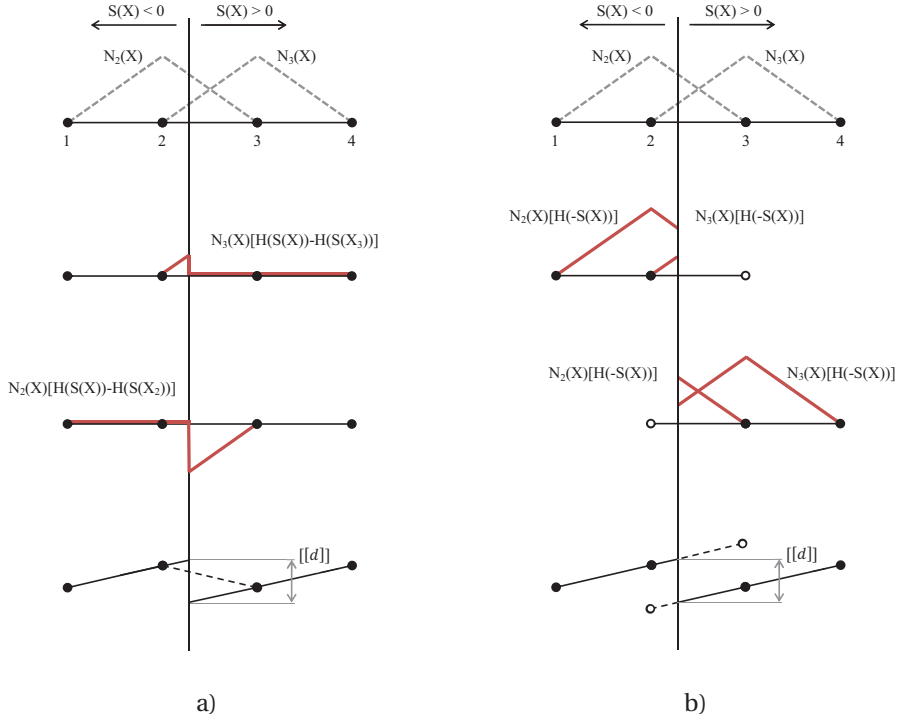 S(X) < 0 S(X) > 0
N₂(X) N₃(X)
1 2 3 4
N₃(X)[H(S(X))-H(S(X₃))]
N₂(X)[H(S(X))-H(S(X₂))]
[[d]]
a)
S(X) < 0 S(X) > 0
N₂(X) N₃(X)
1 2 3 4
N₂(X)[H(-S(X))] N₃(X)[H(-S(X))]
N₂(X)[H(-S(X)] N₃(X)[H(-S(X)]
[[d]]
b)